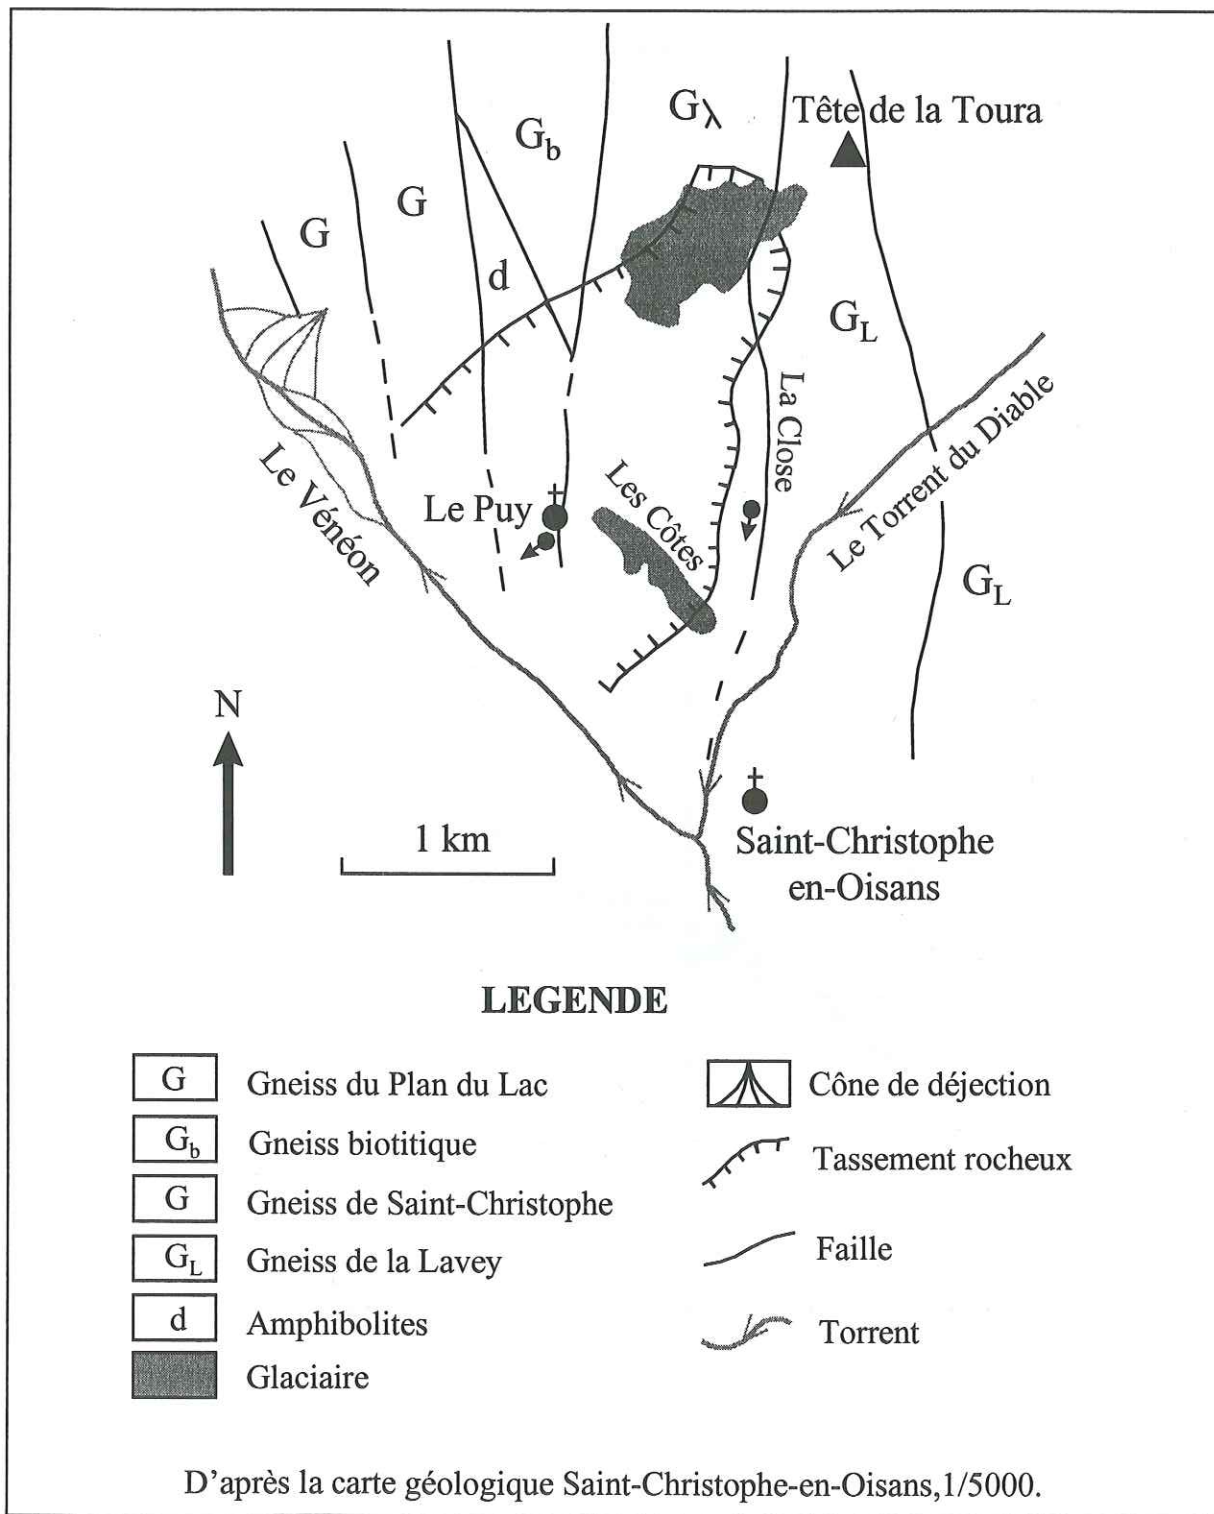 Tête de la Toura
Gλ
Gb
G
G
d
GL
La Close
Le Torrent du Diable
Le Vénéon
Le Puy
Les Côtes
GL
N
1 km
Saint-Christophe
en-Oisans
LEGENDE
G Gneiss du Plan du Lac
Gb Gneiss biotitique
G Gneiss de Saint-Christophe
GL Gneiss de la Lavey
d Amphibolites
Glaciaire
Cône de déjection
Tassement rocheux
Faille
Torrent
D'après la carte géologique Saint-Christophe-en-Oisans,1/5000.